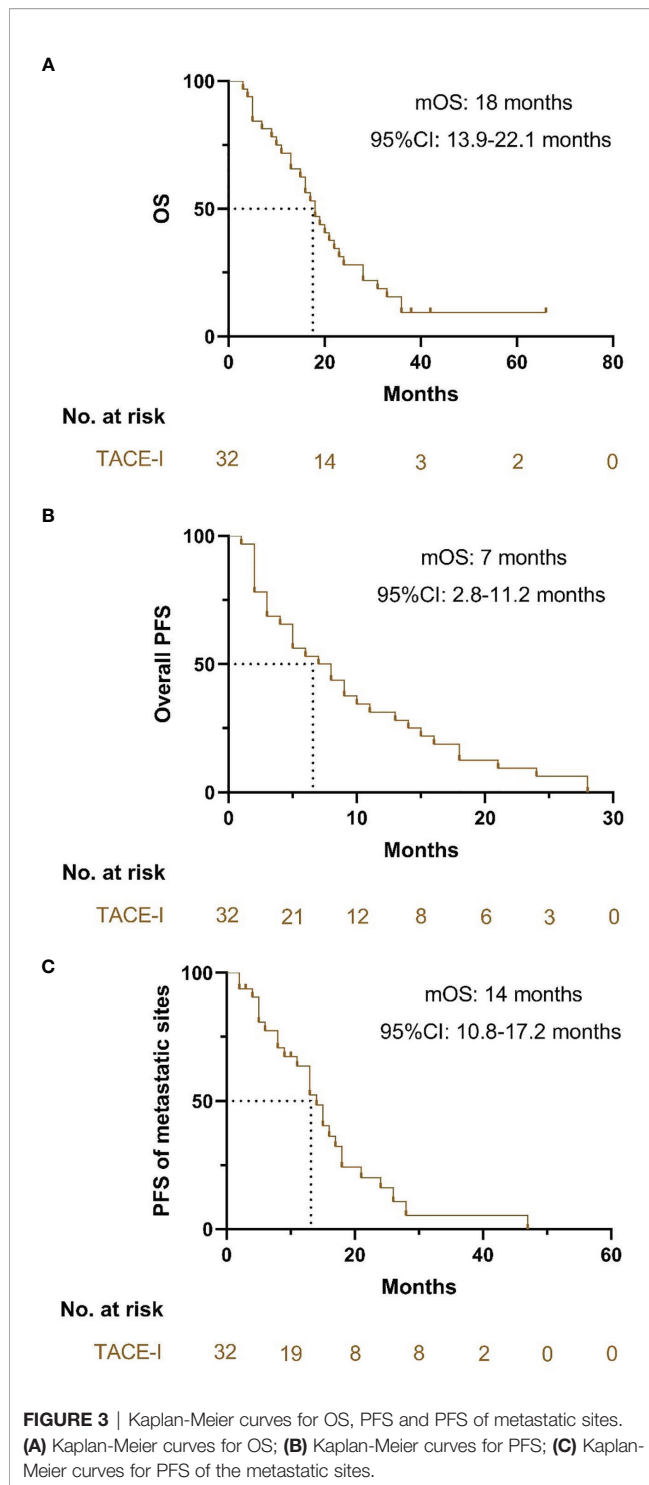 A
100
50
0
OS
mOS: 18 months
95%CI: 13.9-22.1 months
0 20 40 60 80
Months
No. at risk
TACE-I 32 14 3 2 0
B
100
50
0
Overall PFS
mOS: 7 months
95%CI: 2.8-11.2 months
0 10 20 30
Months
No. at risk
TACE-I 32 21 12 8 6 3 0
C
100
50
0
PFS of metastatic sites
mOS: 14 months
95%CI: 10.8-17.2 months
0 20 40 60
Months
No. at risk
TACE-I 32 19 8 8 2 0 0
FIGURE 3 | Kaplan-Meier curves for OS, PFS and PFS of metastatic sites.
(A) Kaplan-Meier curves for OS; (B) Kaplan-Meier curves for PFS; (C) Kaplan-
Meier curves for PFS of the metastatic sites.